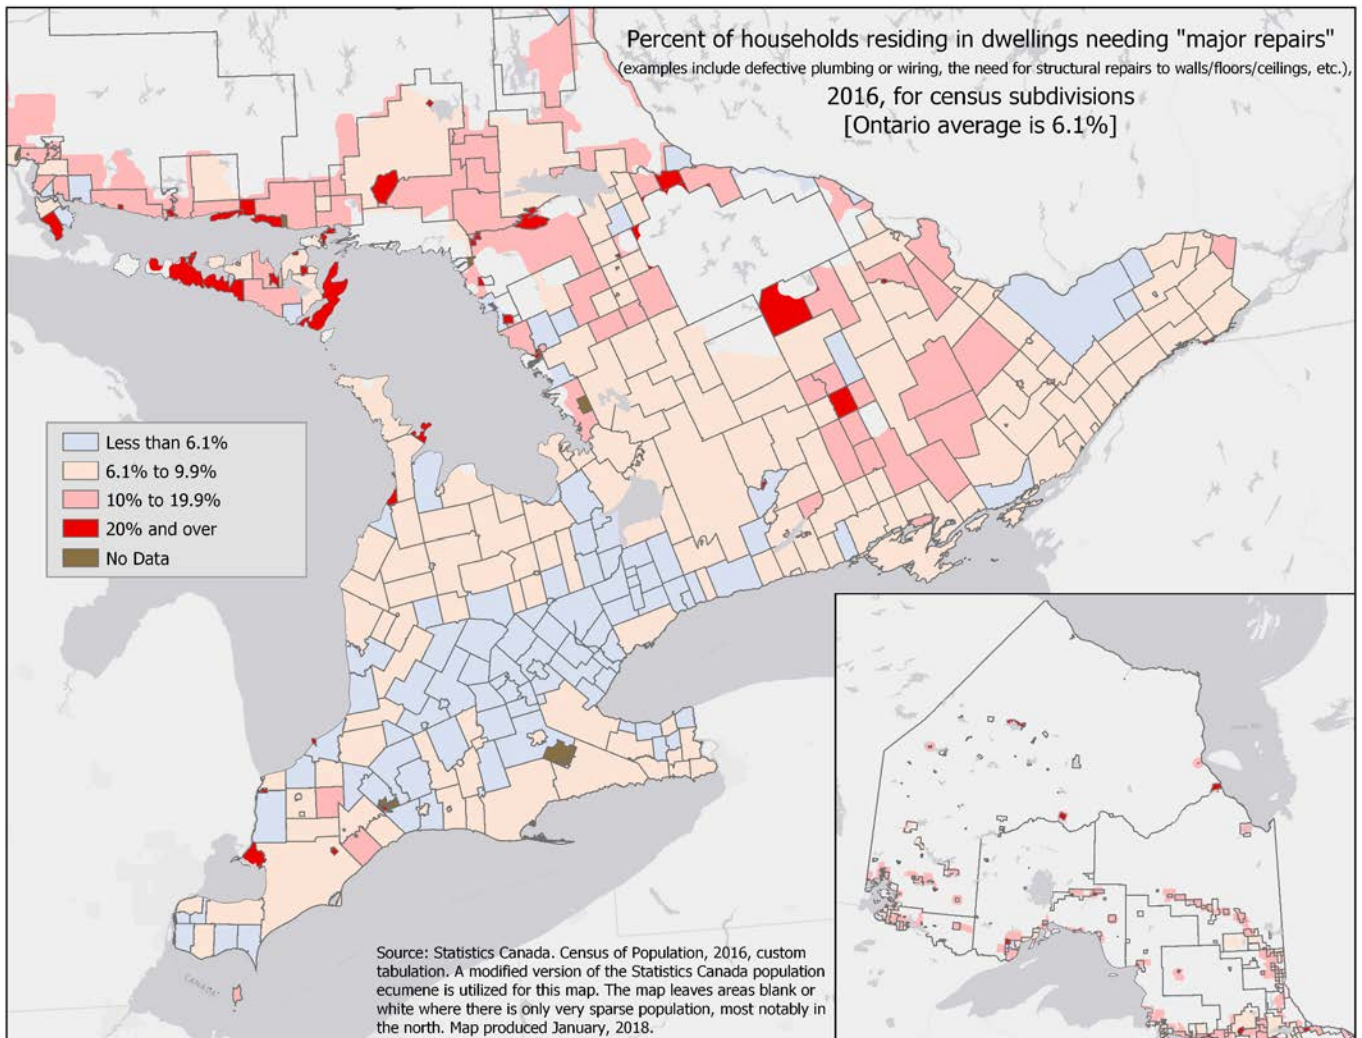 Percent of households residing in dwellings needing "major repairs"
(examples include defective plumbing or wiring, the need for structural repairs to walls/floors/ceilings, etc.),
2016, for census subdivisions
[Ontario average is 6.1%]
Less than 6.1%
6.1% to 9.9%
10% to 19.9%
20% and over
No Data
Source: Statistics Canada. Census of Population, 2016, custom
tabulation. A modified version of the Statistics Canada population
ecumene is utilized for this map. The map leaves areas blank or
white where there is only very sparse population, most notably in
the north. Map produced January, 2018.
CANADA